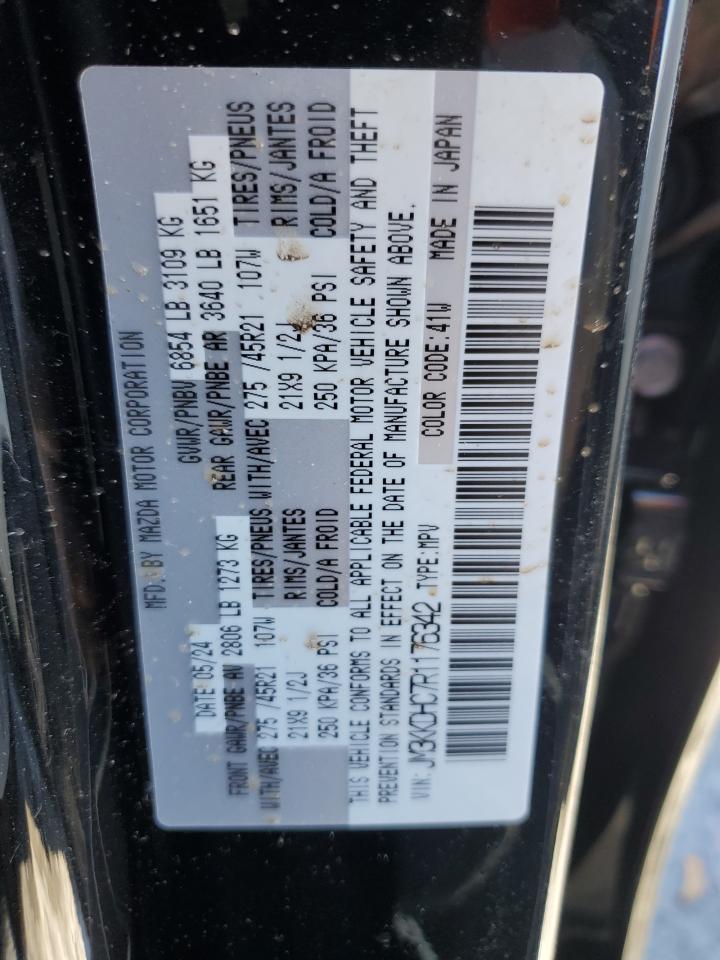 MFD. BY MAZDA MOTOR CORPORATION
DATE 05/24 GVWR/PNBV 6854 LB 3109 KG
FRONT GAWR/PNBE AV 2806 LB 1273 KG REAR GAWR/PNBE AR 3640 LB 1651 KG
WITH/AVEC 275 /45R21 107W TIRES/PNEUS WITH/AVEC 275 /45R21 107W TIRES/PNEUS
21X9 1/2J RIMS/JANTES 21X9 1/2J RIMS/JANTES
250 KPA/36 PSI COLD/A FROID 250 KPA/36 PSI COLD/A FROID
THIS VEHICLE CONFORMS TO ALL APPLICABLE FEDERAL MOTOR VEHICLE SAFETY AND THEFT
PREVENTION STANDARDS IN EFFECT ON THE DATE OF MANUFACTURE SHOWN ABOVE.
VIN: JM3KKDHC7R1176342 TYPE:MPV COLOR CODE:41W MADE IN JAPAN